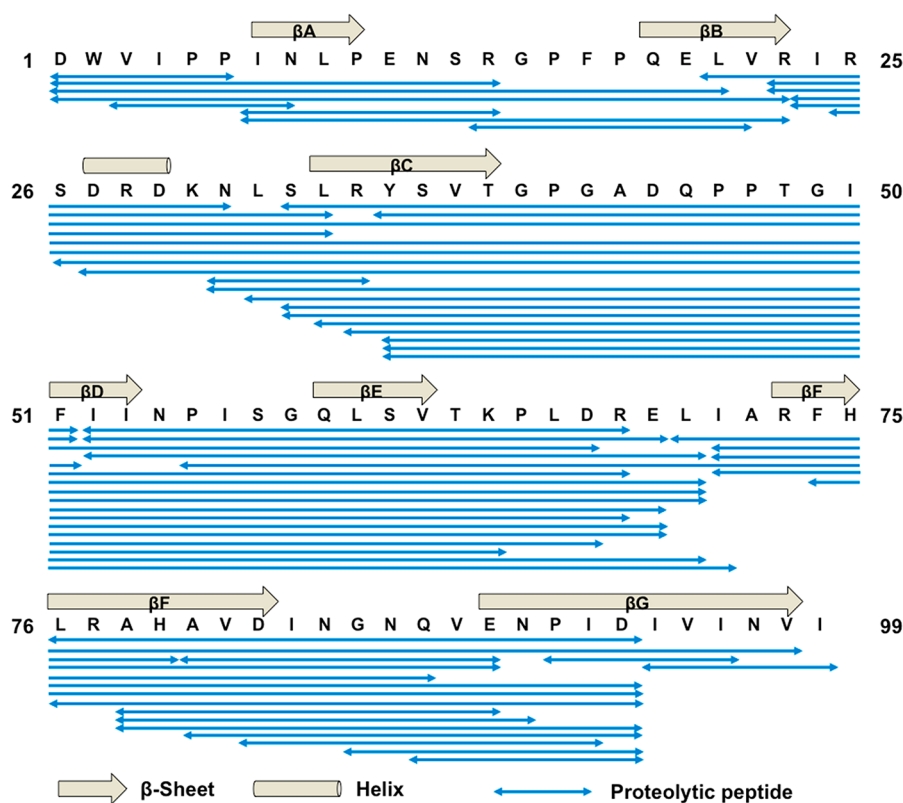 βA βB
1 D W V I P P I N L P E N S R G P F P Q E L V R I R 25
βC
26 S D R D K N L S L R Y S V T G P G A D Q P P T G I 50
βD βE βF
51 F I I N P I S G Q L S V T K P L D R E L I A R F H 75
βF βG
76 L R A H A V D I N G N Q V E N P I D I V I N V I 99
β-Sheet Helix Proteolytic peptide